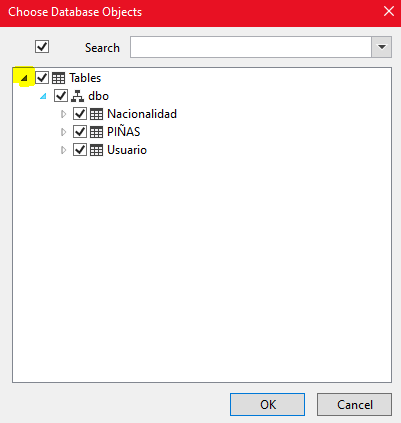 Choose Database Objects
Search
Tables
dbo
Nacionalidad
PIÑAS
Usuario
OK
Cancel